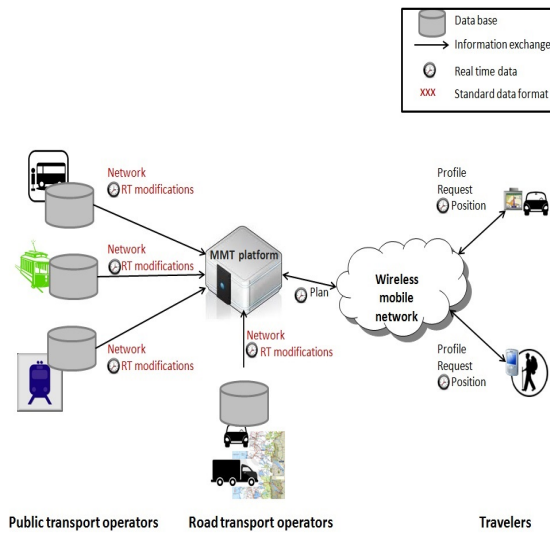 Data base
Information exchange
Real time data
XXX Standard data format
Network
RT modifications
Network
RT modifications
Network
RT modifications
MMT platform
Plan
Network
RT modifications
Wireless
mobile
network
Profile
Request
Position
Profile
Request
Position
Public transport operators
Road transport operators
Travelers